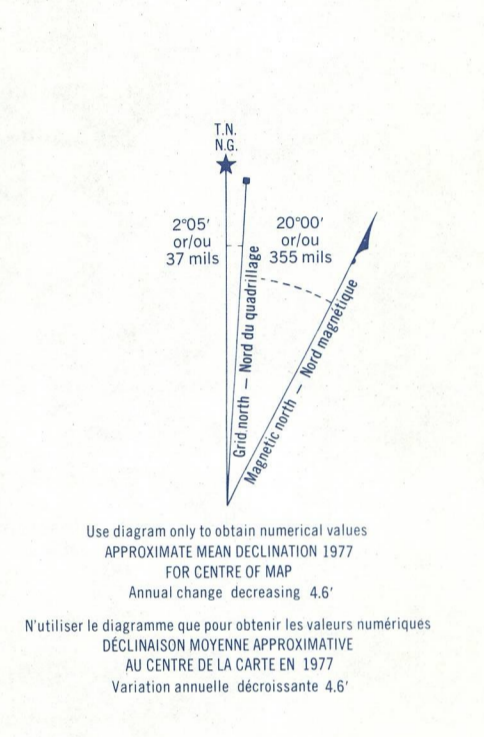 T.N.
N.G.
2°05′
or/ou
37 mils
20°00′
or/ou
355 mils
Grid north — Nord du quadrillage
Magnetic north — Nord magnétique
Use diagram only to obtain numerical values
APPROXIMATE MEAN DECLINATION 1977
FOR CENTRE OF MAP
Annual change decreasing 4.6′
N'utiliser le diagramme que pour obtenir les valeurs numériques
DÉCLINAISON MOYENNE APPROXIMATIVE
AU CENTRE DE LA CARTE EN 1977
Variation annuelle décroissante 4.6′